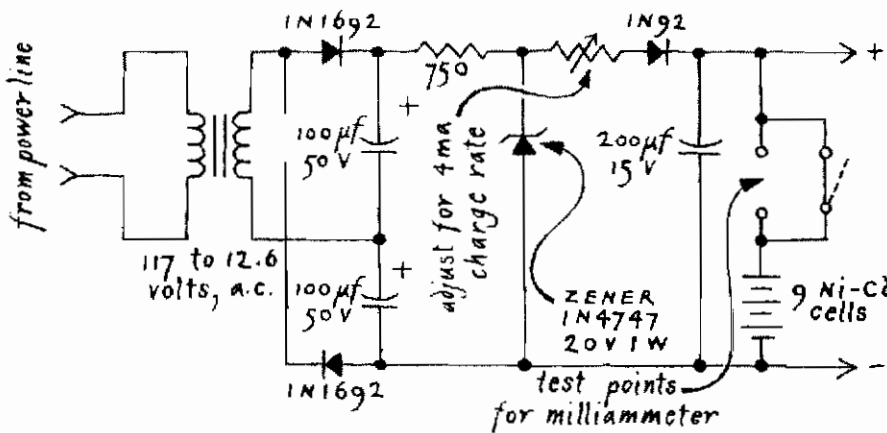 1N1692
1N92
+
from power line
750
+
100μf
50V
adjust for 4ma
charge rate
200μf
15V
117 to 12.6
volts, a.c.
+
100μf
50V
ZENER
1N4747
20V 1W
9 Ni-Cd
cells
1N1692
-
test points
for milliammeter